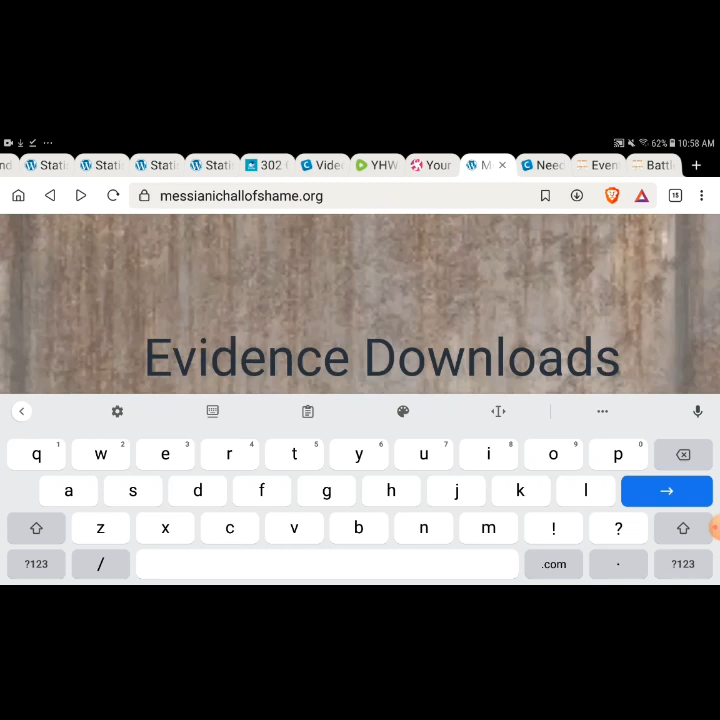 62% 10:58 AM
nd Stati Stati Stati Stati 302 Vide YHW Your M Need Even Battl
messianichallofshame.org 15
Evidence Downloads
q 1 w 2 e 3 r 4 t 5 y 6 u 7 i 8 o 9 p 0
a s d f g h j k l
z x c v b n m ! ?
?123 / .com . ?123